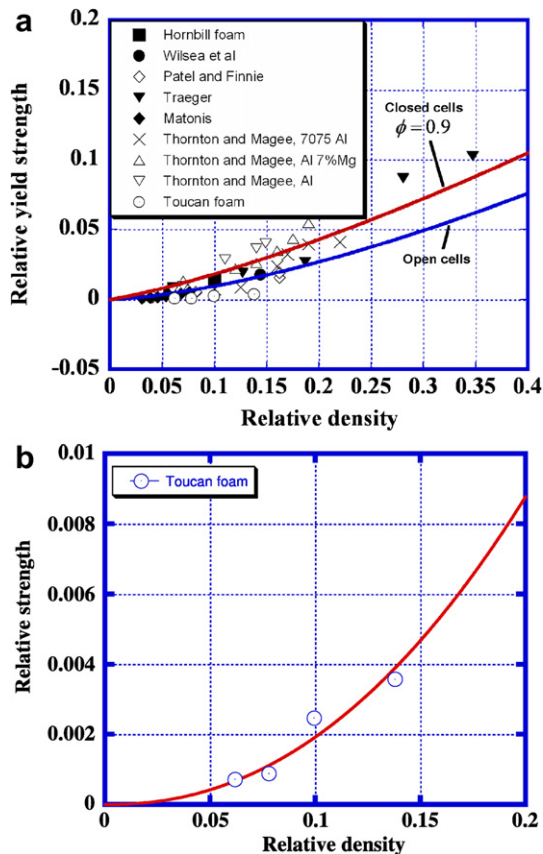 a
0.2
0.15
0.1
0.05
0
-0.05
Relative yield strength
Hornbill foam
Wilsea et al
Patel and Finnie
Traeger
Matonis
Thornton and Magee, 7075 Al
Thornton and Magee, Al 7%Mg
Thornton and Magee, Al
Toucan foam
Closed cells
ϕ = 0.9
Open cells
0 0.05 0.1 0.15 0.2 0.25 0.3 0.35 0.4
Relative density
b
0.01
0.008
0.006
0.004
0.002
0
Relative strength
Toucan foam
0 0.05 0.1 0.15 0.2
Relative density